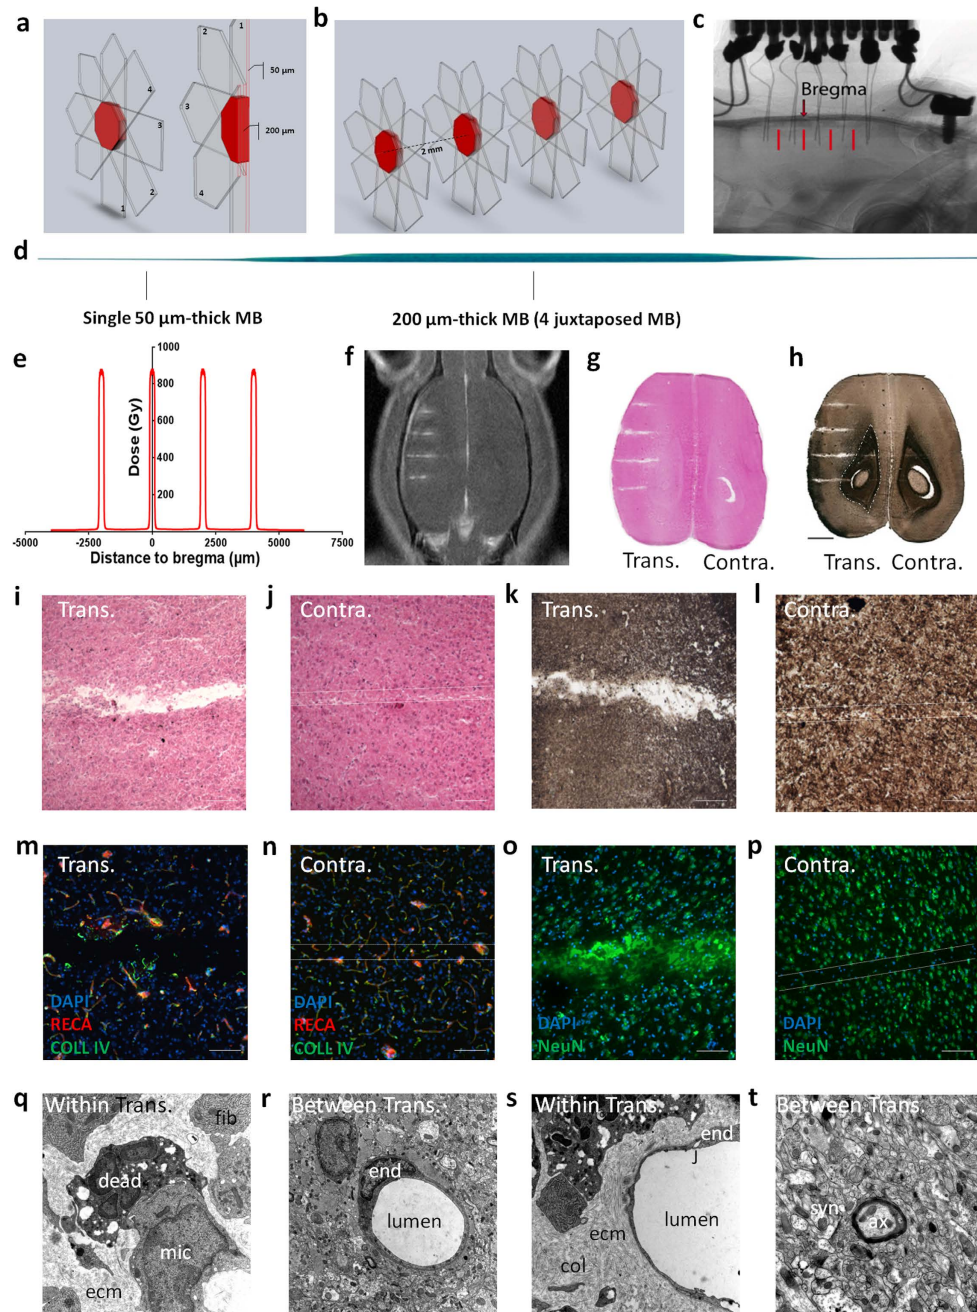 a
2
1
4
50 µm
3
3
200 µm
2
1
4
b
2 mm
c
Bregma
d
Single 50 µm-thick MB
200 µm-thick MB (4 juxtaposed MB)
e
1000
800
600
400
200
Dose (Gy)
-5000
-2500
0
2500
5000
7500
Distance to bregma (µm)
f
g
Trans.
Contra.
h
Trans.
Contra.
i
Trans.
j
Contra.
k
Trans.
l
Contra.
m
Trans.
DAPI
RECA
COLL IV
n
Contra.
DAPI
RECA
COLL IV
o
Trans.
DAPI
NeuN
p
Contra.
DAPI
NeuN
q
Within Trans.
fib
dead
mic
ecm
r
Between Trans.
end
lumen
s
Within Trans.
end
J
lumen
ecm
col
t
Between Trans.
syn
ax